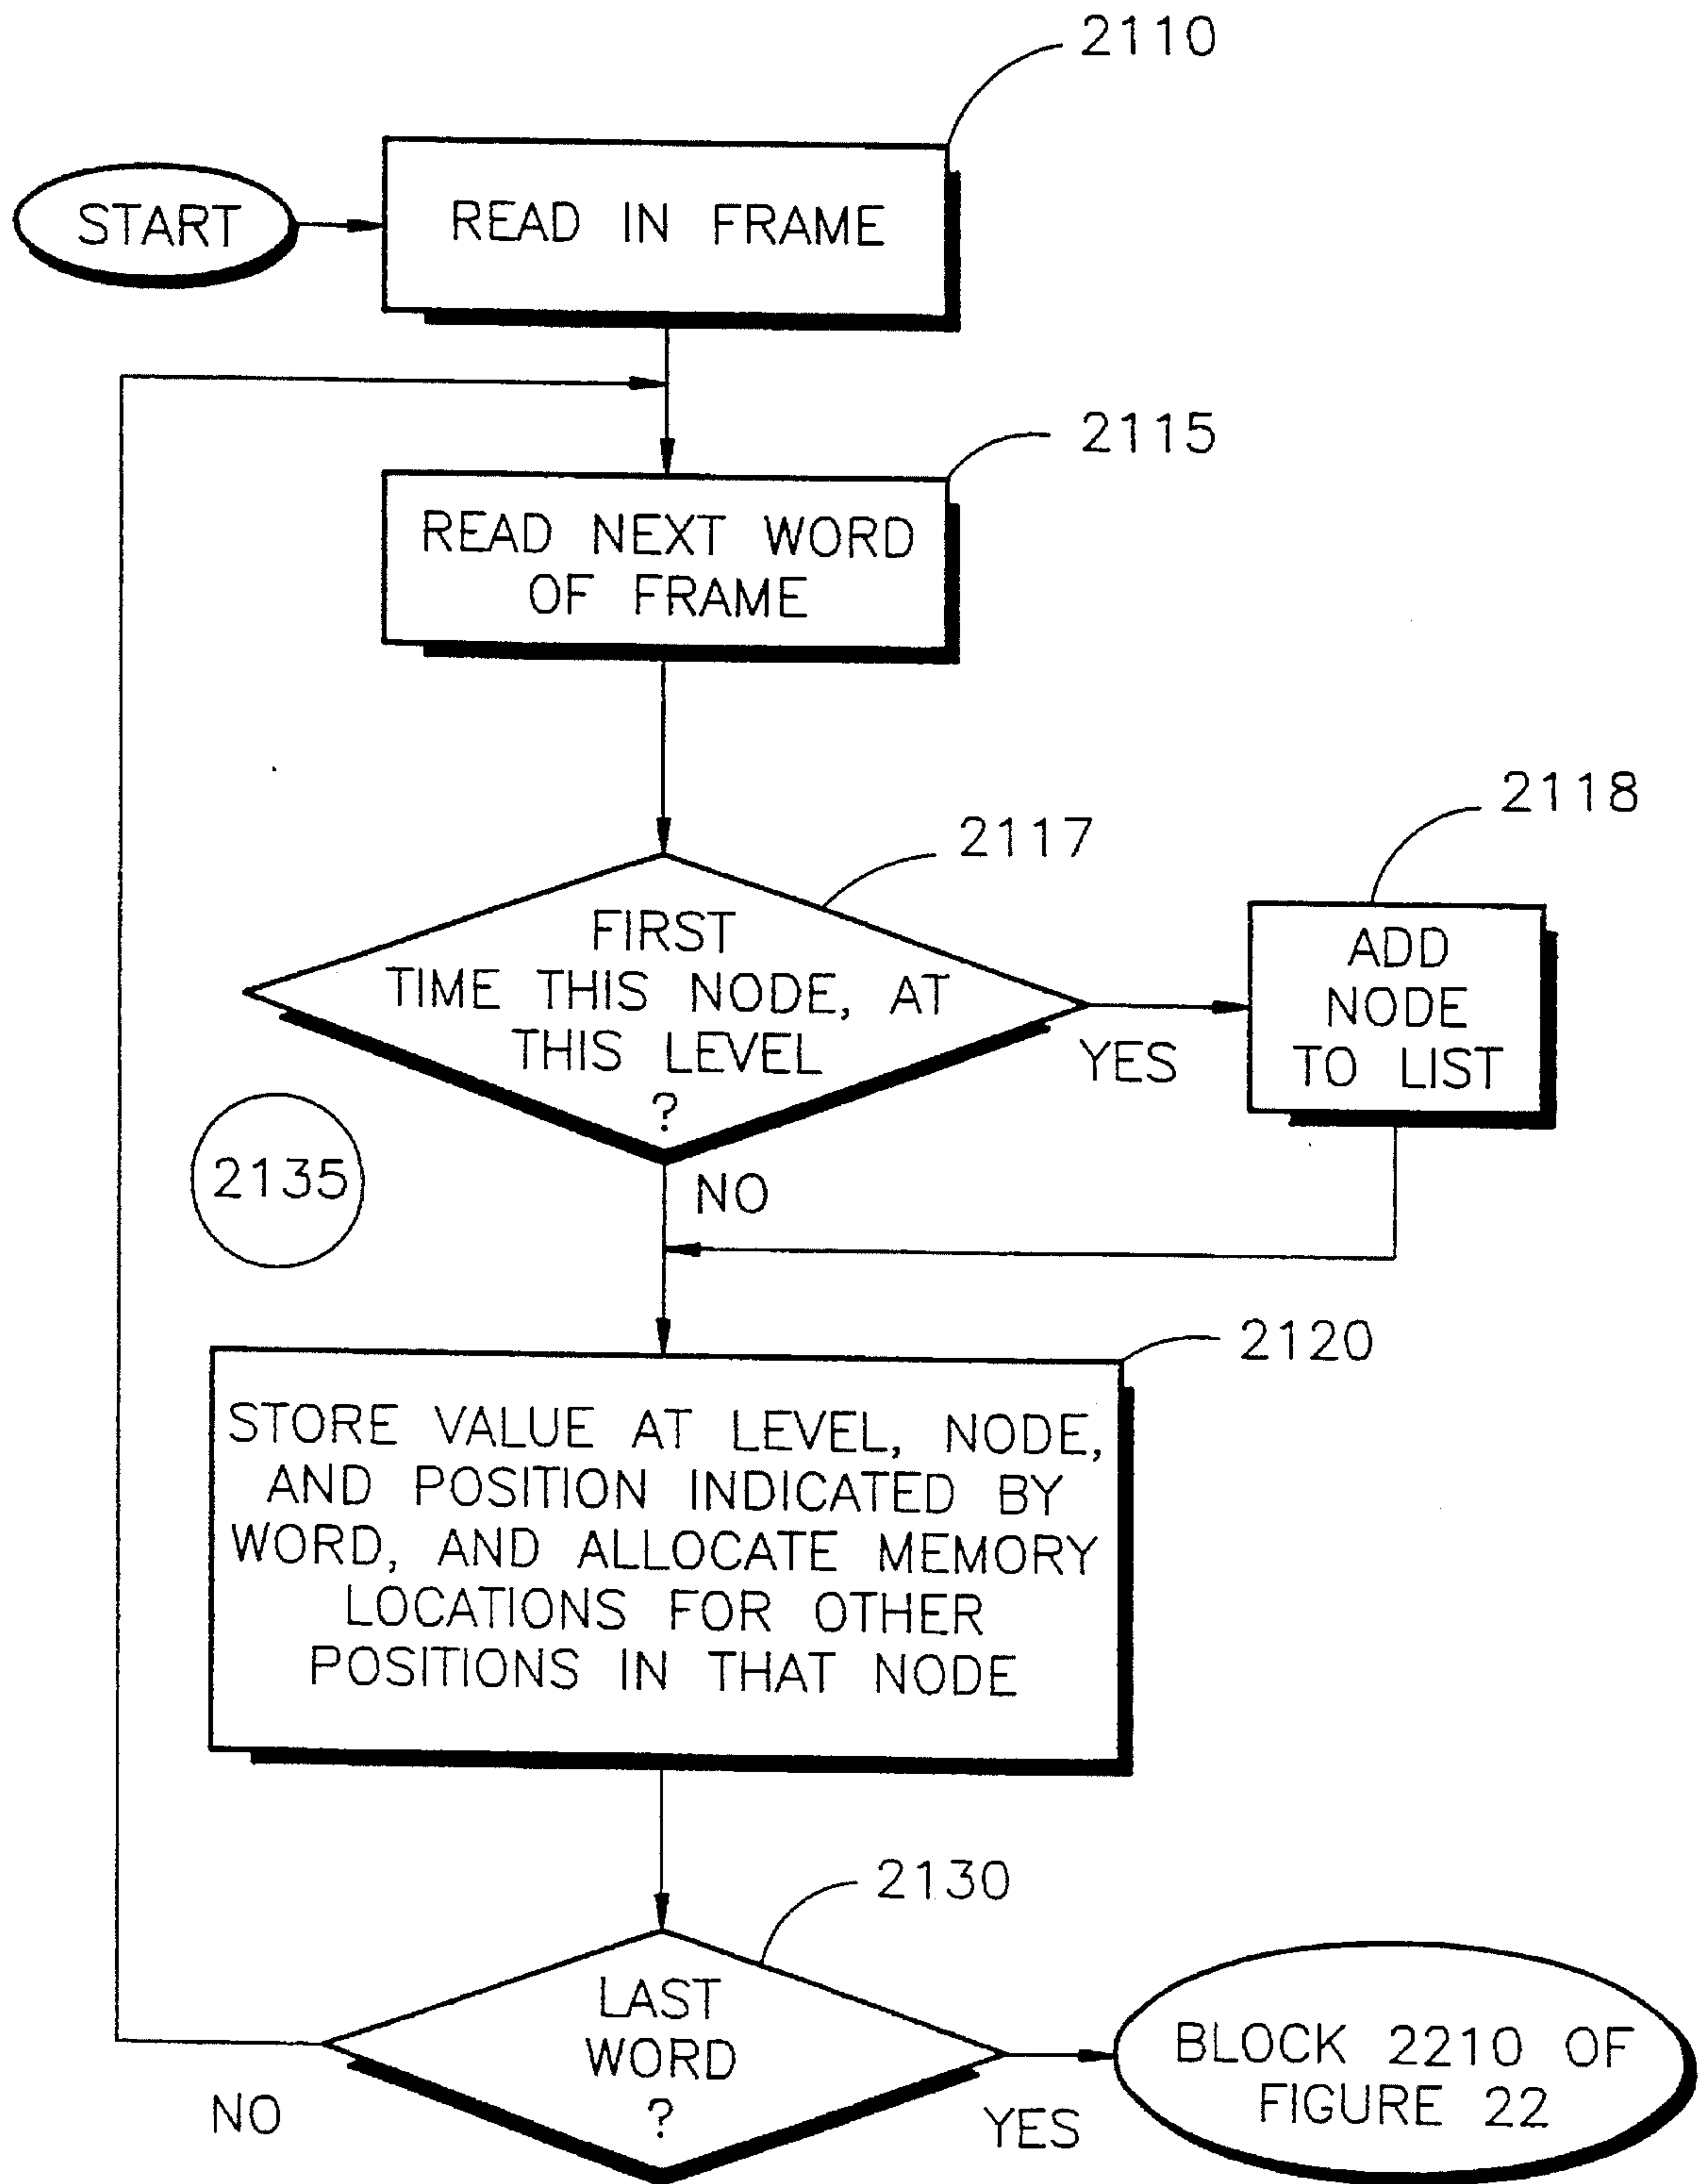 2110
START
READ IN FRAME
2115
READ NEXT WORD
OF FRAME
2117
2118
FIRST
TIME THIS NODE, AT
THIS LEVEL
?
YES
ADD
NODE
TO LIST
2135
NO
2120
STORE VALUE AT LEVEL, NODE,
AND POSITION INDICATED BY
WORD, AND ALLOCATE MEMORY
LOCATIONS FOR OTHER
POSITIONS IN THAT NODE
2130
LAST
WORD
?
NO
YES
BLOCK 2210 OF
FIGURE 22